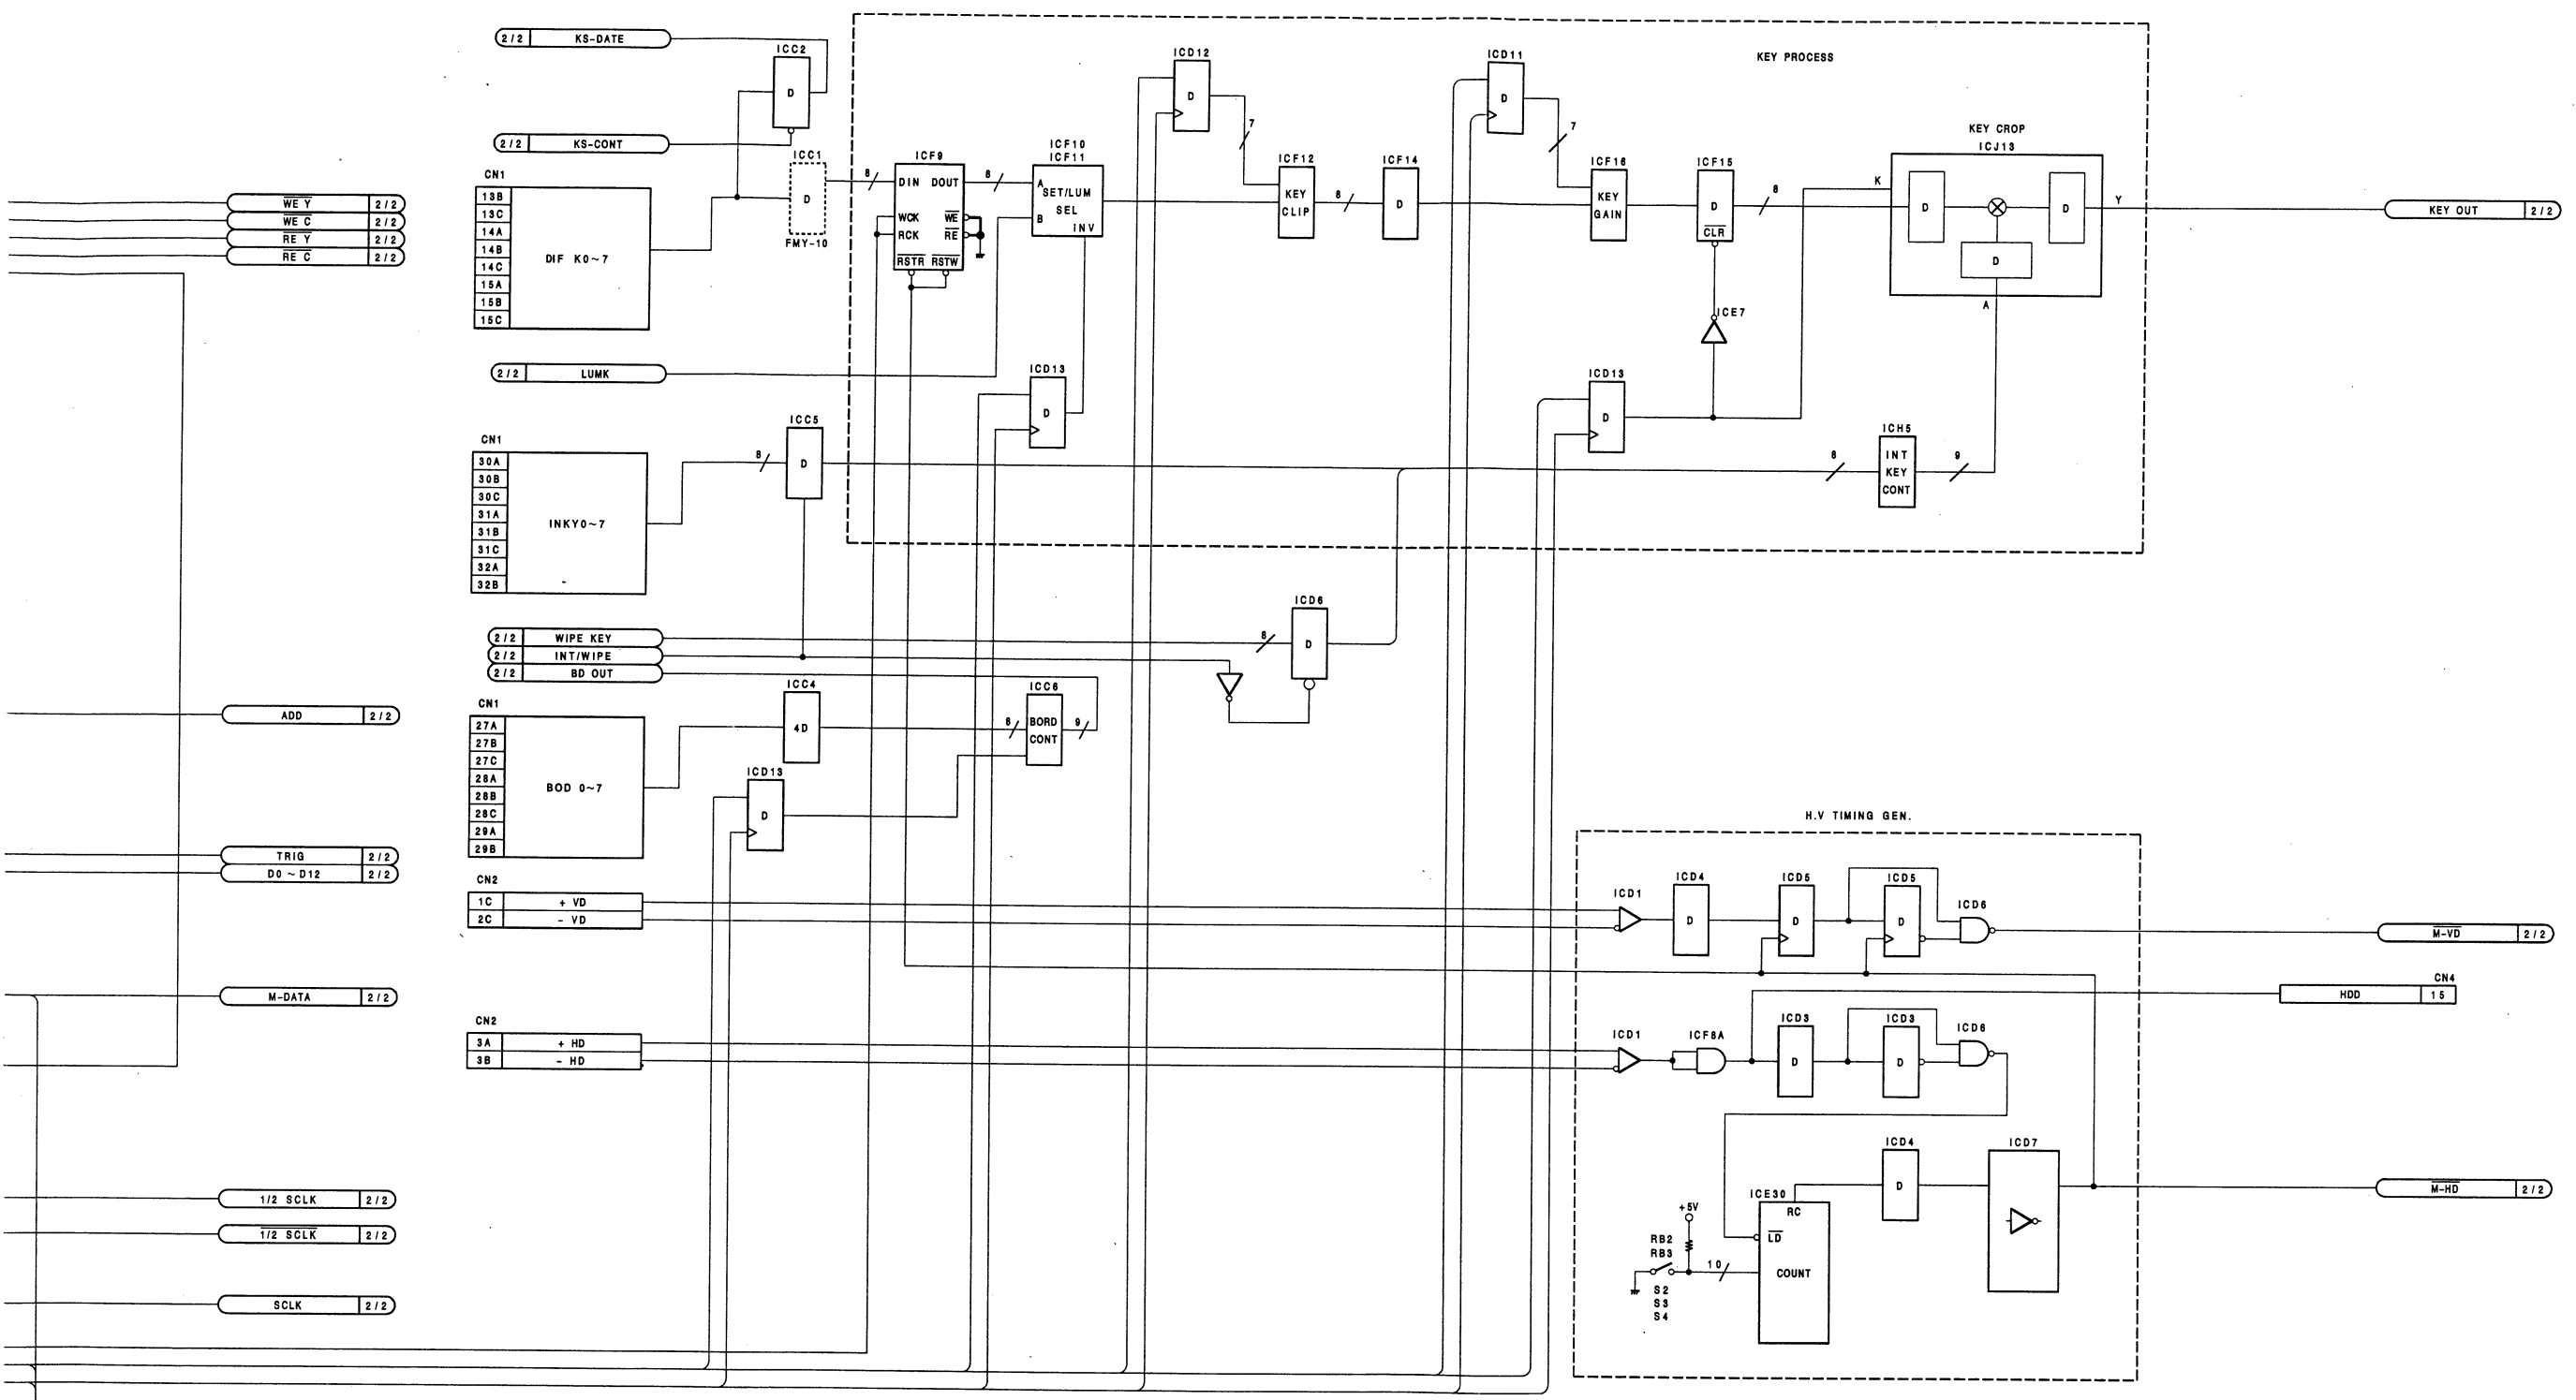 WE Y 2/2
WE C 2/2
RE Y 2/2
RE C 2/2
ADD 2/2
TRIG 2/2
D0 ~ D12 2/2
M-DATA 2/2
1/2 SCLK 2/2
1/2 SCLK 2/2
SCLK 2/2
2/2 KS-DATE
ICC2
D
2/2 KS-CONT
CN1
13B
13C
14A
14B
14C
15A
15B
15C
DIF K0~7
ICC1
D
FMY-10
2/2 LUMK
CN1
30A
30B
30C
31A
31B
31C
32A
32B
INKY0~7
8
ICC5
D
2/2 WIPE KEY
2/2 INT/WIPE
2/2 BD OUT
CN1
27A
27B
27C
28A
28B
28C
29A
29B
BOD 0~7
ICC4
4D
ICD13
D
ICC6
8
BORD
CONT
9
CN2
1C + VD
2C - VD
CN2
3A + HD
3B - HD
KEY PROCESS
8
ICF9
DIN DOUT
WCK WE
RCK RE
RSTR RSTW
8
ICF10
ICF11
A
SET/LUM
SEL
B
INV
ICD13
D
ICD12
D
7
ICF12
KEY
CLIP
8
ICF14
D
ICD11
D
7
ICF16
KEY
GAIN
ICF15
D
CLR
8
ICE7
ICD13
D
KEY CROP
ICJ13
K
D
D
D
Y
A
8
ICH5
INT
KEY
CONT
9
KEY OUT 2/2
8
ICD6
D
H.V TIMING GEN.
ICD1
ICD4
D
ICD5
D
ICD5
D
ICD6
M-VD 2/2
CN4
HDD 15
ICD1
ICF8A
ICD3
D
ICD3
D
ICD6
ICD4
D
ICD7
M-HD 2/2
ICE30
RC
LD
COUNT
+5V
RB2
RB3
10
S2
S3
S4